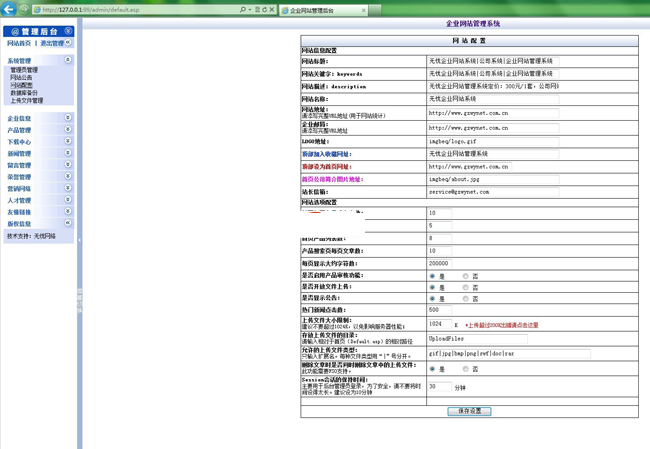 http://127.0.0.1:99/admin/default.asp
企业网站管理后台
@ 管理后台
网站首页 | 退出管理
系统管理
管理员管理
网站公告
网站配置
数据库备份
上传文件管理
企业信息
产品管理
下载中心
新闻管理
留言管理
荣誉管理
营销网络
人才管理
友情链接
版权信息
技术支持:无忧网络
企业网站管理系统
网 站 配 置
网站信息配置
网站标题: 无忧企业网站系统|公司系统|企业网站管理系统
网站关键字:keywords 无忧企业网站系统|公司系统|企业网站管理系统
网站描述:description 无忧企业网站管理系统定价:300元/1套,公司网
网站名称: 无忧企业网站系统
网站地址:
请添写完整URL地址(用于网站统计) http://www.gzwynet.com.cn
企业邮局:
请添写完整URL地址 http://www.gzwynet.com.cn
LOGO地址: imgbeq/logo.gif
顶部加入收藏网址: 无忧企业网站管理系统
顶部设为首页网址: http://www.gzwynet.com.cn
首页公司简介图片地址: imgbeq/about.jpg
站长信箱: service@gzwynet.com
网站选项配置
10
5
首页产品列表数: 8
产品搜索页每页文章数: 10
每页显示大约字符数: 200000
是否启用产品审核功能: 是 否
是否开放文件上传: 是 否
是否显示公告: 是 否
热门新闻点击数: 500
上传文件大小限制:
建议不要超过1024K,以免影响服务器性能; 1024 K *上传超过200K出错请点击这里
存放上传文件的目录:
请输入相对于首页(Default.asp)的相对路径 UploadFiles
允许的上传文件类型:
只输入扩展名。每种文件类型用“|”号分开。 gif|jpg|bmp|png|swf|doc|rar
删除文章时是否同时删除文章中的上传文件:
此功能需要FSO支持。 是 否
Session会话的保持时间:
主要用于后台管理员登录,为了安全,请不要将时
间设得太长。建议设为30分钟 30 分钟
保存设置